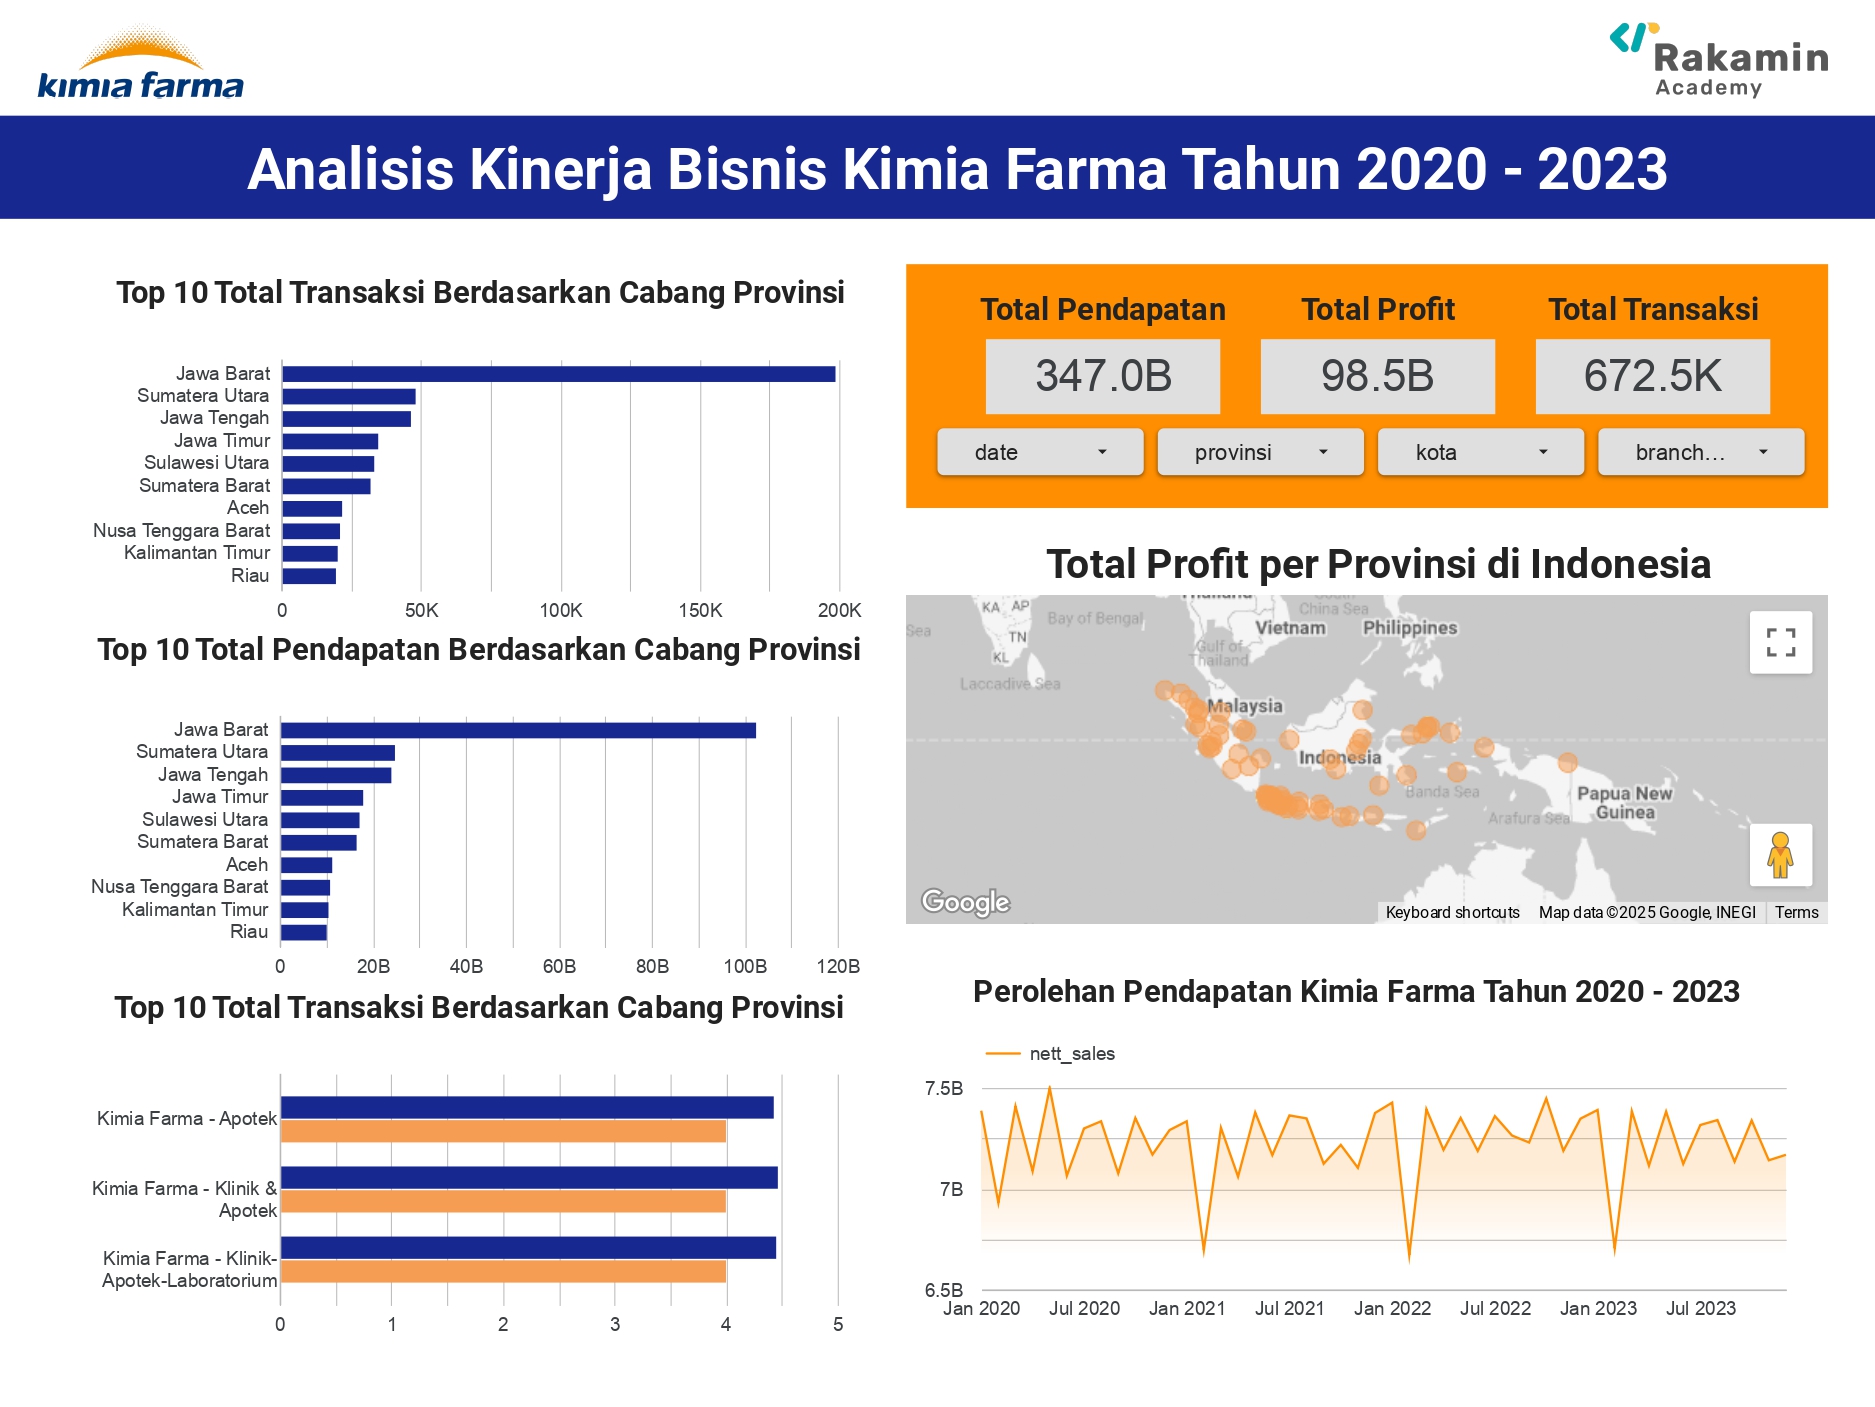 kimia farma
Rakamin
Academy
Analisis Kinerja Bisnis Kimia Farma Tahun 2020 - 2023
Top 10 Total Transaksi Berdasarkan Cabang Provinsi
Jawa Barat
Sumatera Utara
Jawa Tengah
Jawa Timur
Sulawesi Utara
Sumatera Barat
Aceh
Nusa Tenggara Barat
Kalimantan Timur
Riau
0 50K 100K 150K 200K
Top 10 Total Pendapatan Berdasarkan Cabang Provinsi
Jawa Barat
Sumatera Utara
Jawa Tengah
Jawa Timur
Sulawesi Utara
Sumatera Barat
Aceh
Nusa Tenggara Barat
Kalimantan Timur
Riau
0 20B 40B 60B 80B 100B 120B
Top 10 Total Transaksi Berdasarkan Cabang Provinsi
Kimia Farma - Apotek
Kimia Farma - Klinik &
Apotek
Kimia Farma - Klinik-
Apotek-Laboratorium
0 1 2 3 4 5
Total Pendapatan Total Profit Total Transaksi
347.0B 98.5B 672.5K
date provinsi kota branch...
Total Profit per Provinsi di Indonesia
Thailand
South
China Sea
KA AP
Bay of Bengal
Sea
Vietnam
Philippines
TN
KL
Gulf of
Thailand
Laccadive Sea
Malaysia
Indonesia
Banda Sea
Papua New
Guinea
Arafura Sea
Google
Keyboard shortcuts Map data ©2025 Google, INEGI Terms
Perolehan Pendapatan Kimia Farma Tahun 2020 - 2023
nett_sales
7.5B
7B
6.5B
Jan 2020 Jul 2020 Jan 2021 Jul 2021 Jan 2022 Jul 2022 Jan 2023 Jul 2023